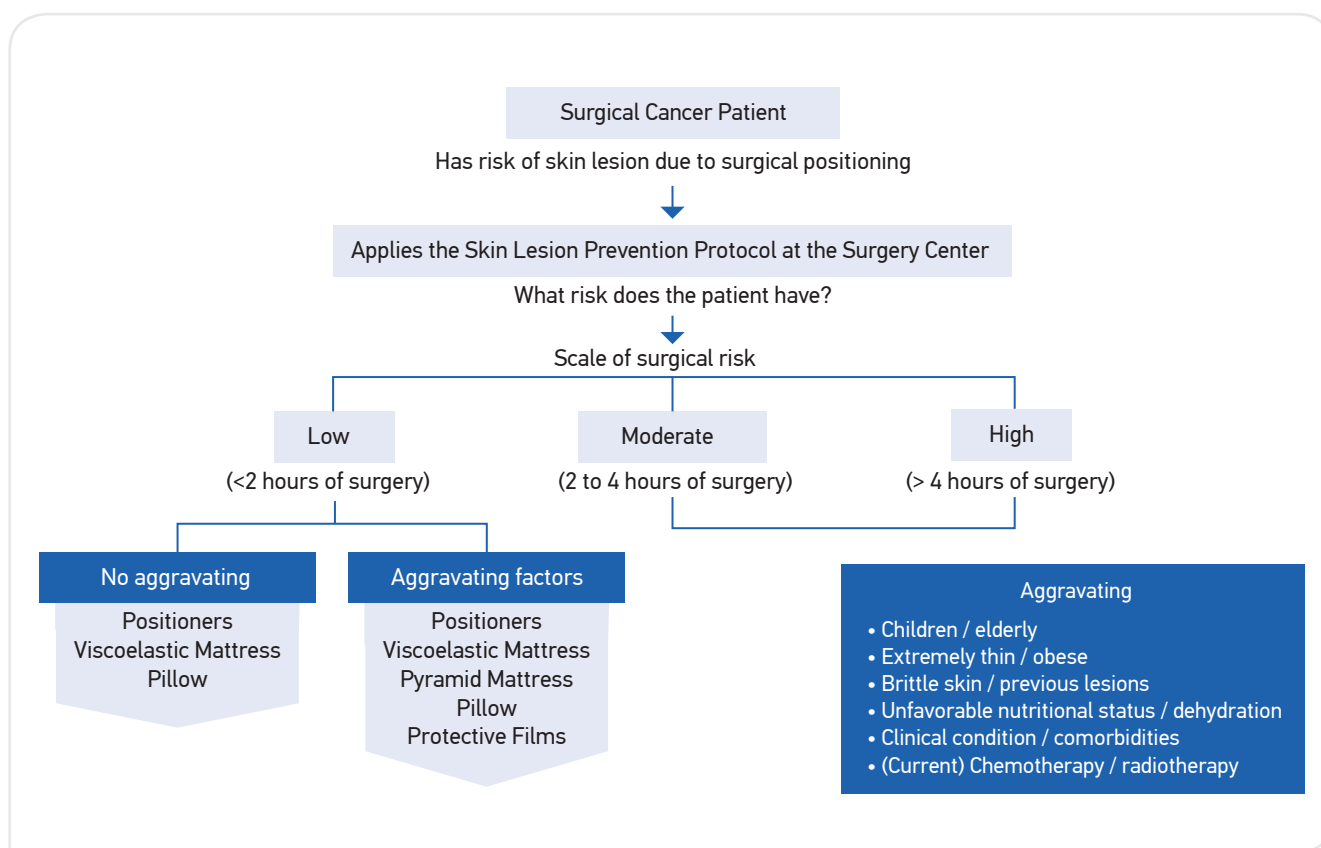 Surgical Cancer Patient
Has risk of skin lesion due to surgical positioning
Applies the Skin Lesion Prevention Protocol at the Surgery Center
What risk does the patient have?
Scale of surgical risk
Low
(<2 hours of surgery)
Moderate
(2 to 4 hours of surgery)
High
(> 4 hours of surgery)
No aggravating
Positioners
Viscoelastic Mattress
Pillow
Aggravating factors
Positioners
Viscoelastic Mattress
Pyramid Mattress
Pillow
Protective Films
Aggravating
• Children / elderly
• Extremely thin / obese
• Brittle skin / previous lesions
• Unfavorable nutritional status / dehydration
• Clinical condition / comorbidities
• (Current) Chemotherapy / radiotherapy